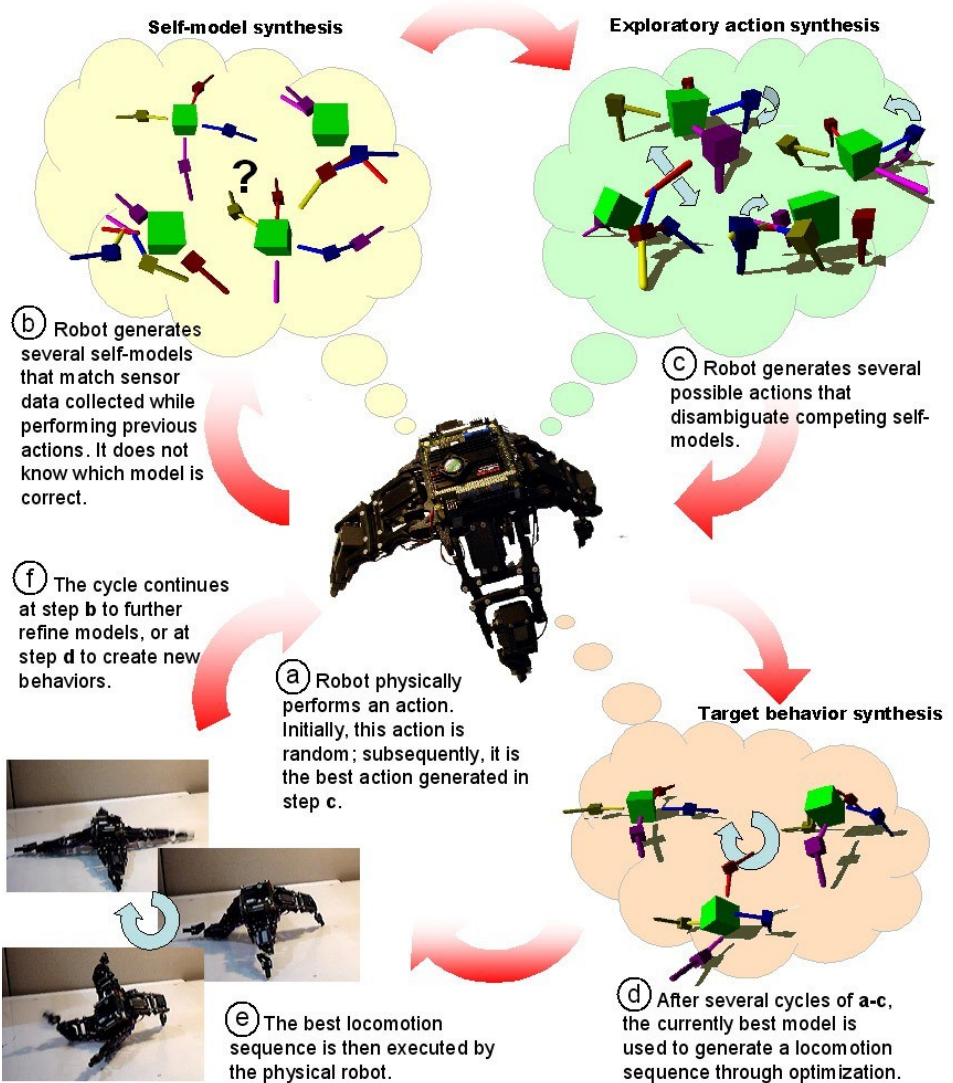 Self-model synthesis
Exploratory action synthesis
?
b Robot generates
several self-models
that match sensor
data collected while
performing previous
actions. It does not
know which model is
correct.
c Robot generates several
possible actions that
disambiguate competing self-
models.
f The cycle continues
at step b to further
refine models, or at
step d to create new
behaviors.
a Robot physically
performs an action.
Initially, this action is
random; subsequently, it is
the best action generated in
step c.
Target behavior synthesis
d After several cycles of a-c,
the currently best model is
used to generate a locomotion
sequence through optimization.
e The best locomotion
sequence is then executed by
the physical robot.